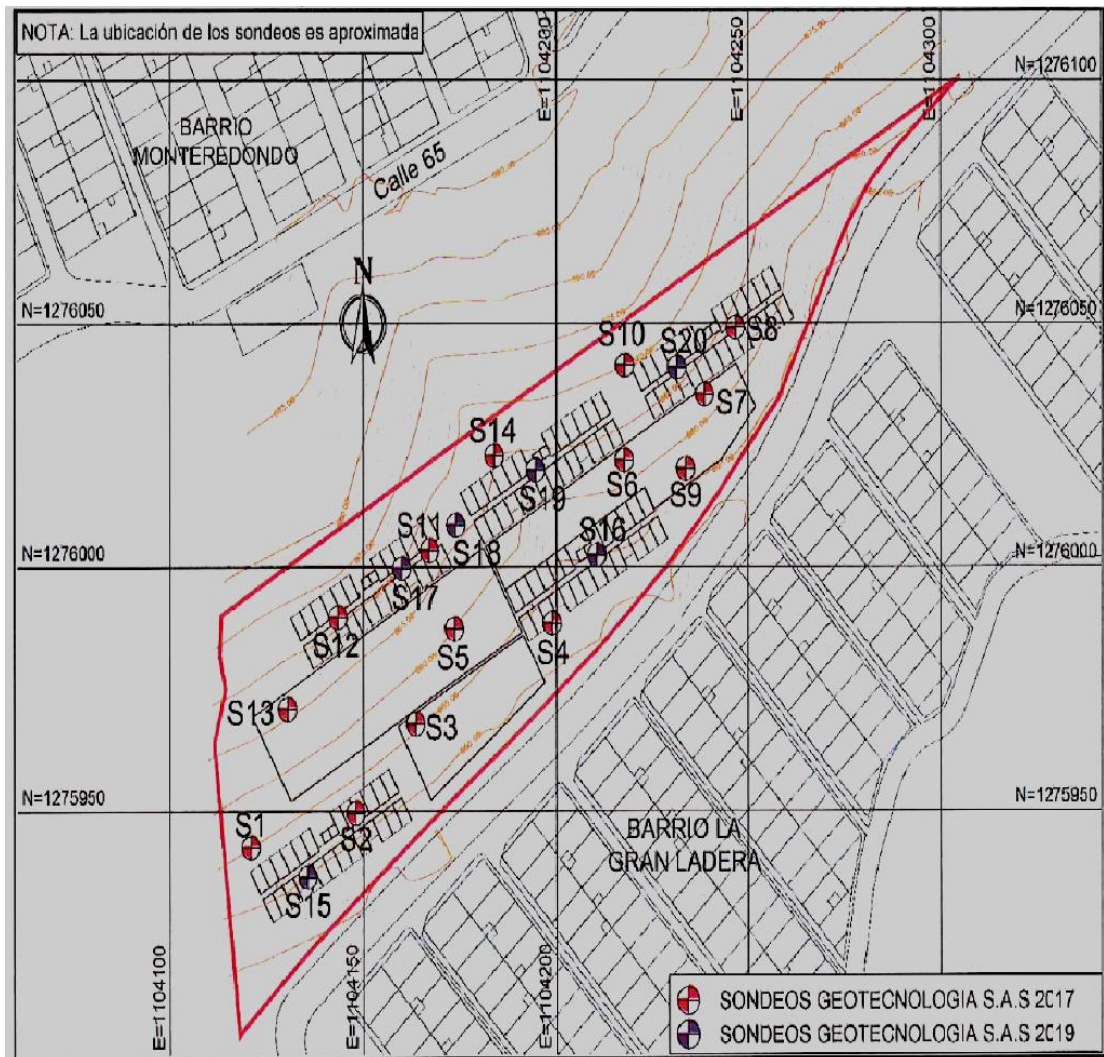 NOTA: La ubicación de los sondeos es aproximada
E=1104200
E=1104250
E=1104300
N=1276100
BARRIO
MONTEREDONDO
Calle 65
N
N=1276050
N=1276050
S10
S20
S8
S7
S14
S19
S6
S9
S11
S18
S16
N=1276000
N=1276000
S17
S12
S5
S4
S13
S3
N=1275950
N=1275950
S1
S2
BARRIO LA
GRAN LADERA
S15
E=1104100
E=1104150
E=1104200
SONDEOS GEOTECNOLOGIA S.A.S 2017
SONDEOS GEOTECNOLOGIA S.A.S 2019